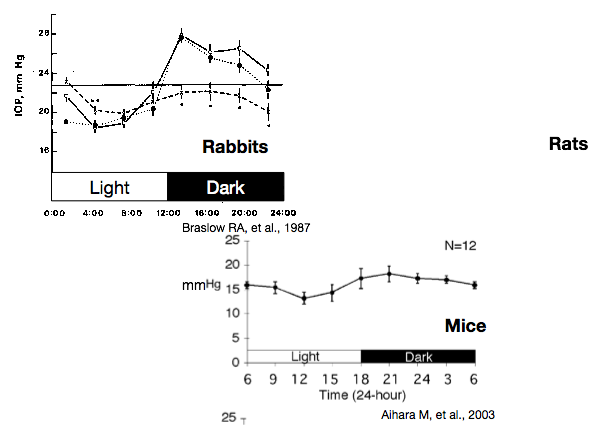 28
24
20
16
IOP, mm Hg
Rabbits
Rats
Light Dark
0:00 4:00 8:00 12:00 16:00 20:00 24:00
Braslow RA, et al., 1987
25
20
15
10
5
0
mmHg
N=12
Mice
Light Dark
6 9 12 15 18 21 24 3 6
Time (24-hour)
Aihara M, et al., 2003
25